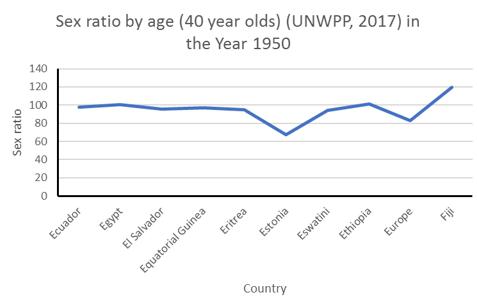 Sex ratio by age (40 year olds) (UNWPP, 2017) in
the Year 1950
140
120
100
80
60
40
20
0
Sex ratio
Ecuador
Egypt
El Salvador
Equatorial Guinea
Eritrea
Estonia
Eswatini
Ethiopia
Europe
Fiji
Country